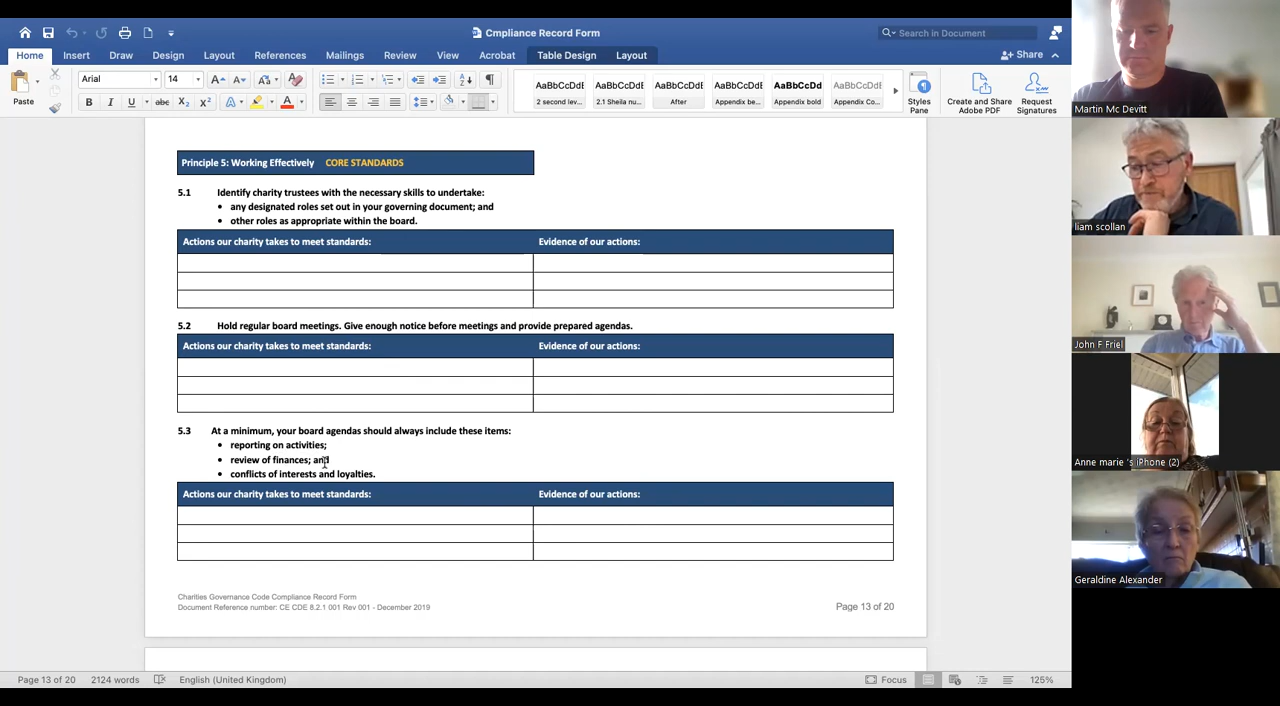 Cmpliance Record Form
Search in Document
Home Insert Draw Design Layout References Mailings Review View Acrobat Table Design Layout
Share
Paste
Arial 14
B I U abc X₂ X²
AaBbCcDdE AaBbCcDdE AaBbCcDdE AaBbCcDdE AaBbCcDd AaBbCcDdE
2 second lev... 2.1 Sheila nu... After Appendix be... Appendix bold Appendix Co...
Styles Pane
Create and Share Adobe PDF
Request Signatures
Principle 5: Working Effectively CORE STANDARDS
5.1 Identify charity trustees with the necessary skills to undertake:
• any designated roles set out in your governing document; and
• other roles as appropriate within the board.
Actions our charity takes to meet standards: Evidence of our actions:
5.2 Hold regular board meetings. Give enough notice before meetings and provide prepared agendas.
Actions our charity takes to meet standards: Evidence of our actions:
5.3 At a minimum, your board agendas should always include these items:
• reporting on activities;
• review of finances; and
• conflicts of interests and loyalties.
Actions our charity takes to meet standards: Evidence of our actions:
Charities Governance Code Compliance Record Form
Document Reference number: CE CDE 8.2.1 001 Rev 001 - December 2019
Page 13 of 20
Page 13 of 20 2124 words English (United Kingdom) Focus 125%
Martin Mc Devitt
liam scollan
John F Friel
Anne marie 's iPhone (2)
Geraldine Alexander